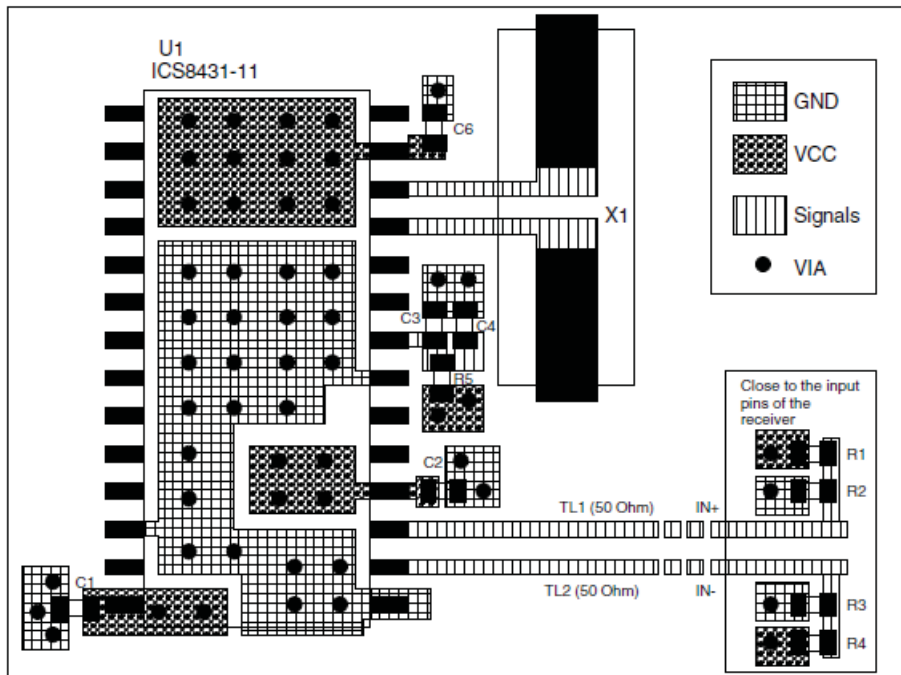 U1
ICS8431-11
C6
X1
GND
VCC
Signals
VIA
C3
C4
R5
C2
C1
TL1 (50 Ohm)
IN+
TL2 (50 Ohm)
IN-
Close to the input
pins of the
receiver
R1
R2
R3
R4